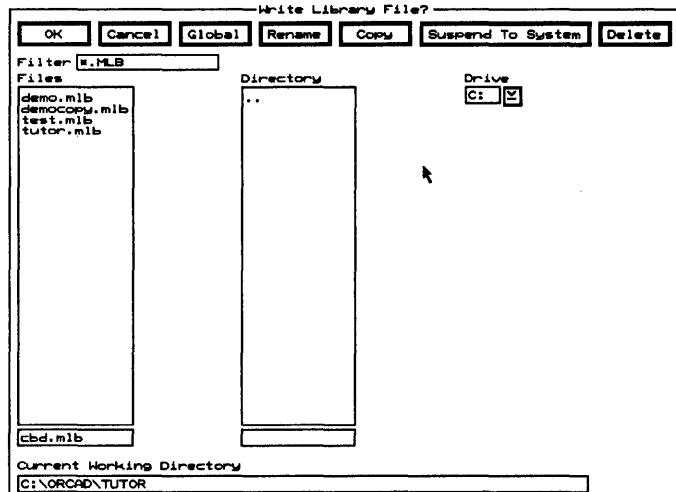 Write Library File?
OK Cancel Global Rename Copy Suspend To System Delete
Filter *.MLB
Files Directory Drive
demo.mlb .. C:
democopy.mlb
test.mlb
tutor.mlb
cbd.mlb
Current Working Directory
C:\ORCAD\TUTOR